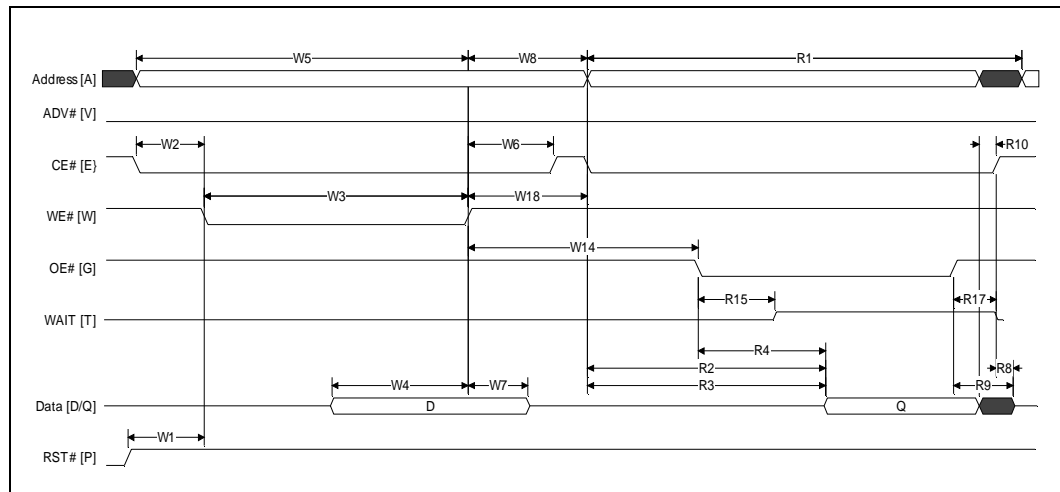 W5 W8 R1
Address [A]
ADV# [V]
W2 W6 R10
CE# [E}
W3 W18
WE# [W]
W14
OE# [G]
R15 R17
WAIT [T]
R4
R2 R8
W4 W7 R3 R9
Data [D/Q] D Q
W1
RST# [P]